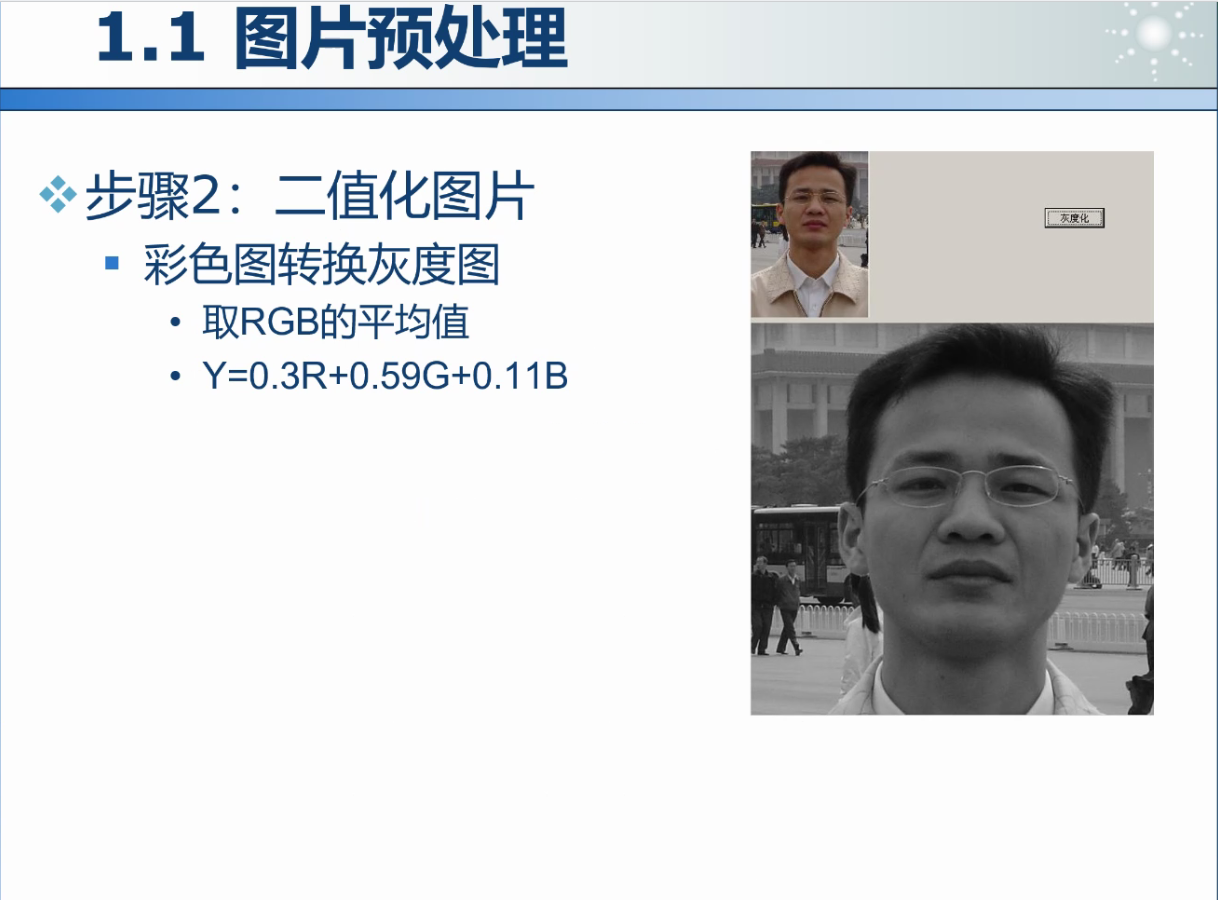 1.1 图片预处理
步骤2：二值化图片
彩色图转换灰度图
取RGB的平均值
Y=0.3R+0.59G+0.11B
灰度化